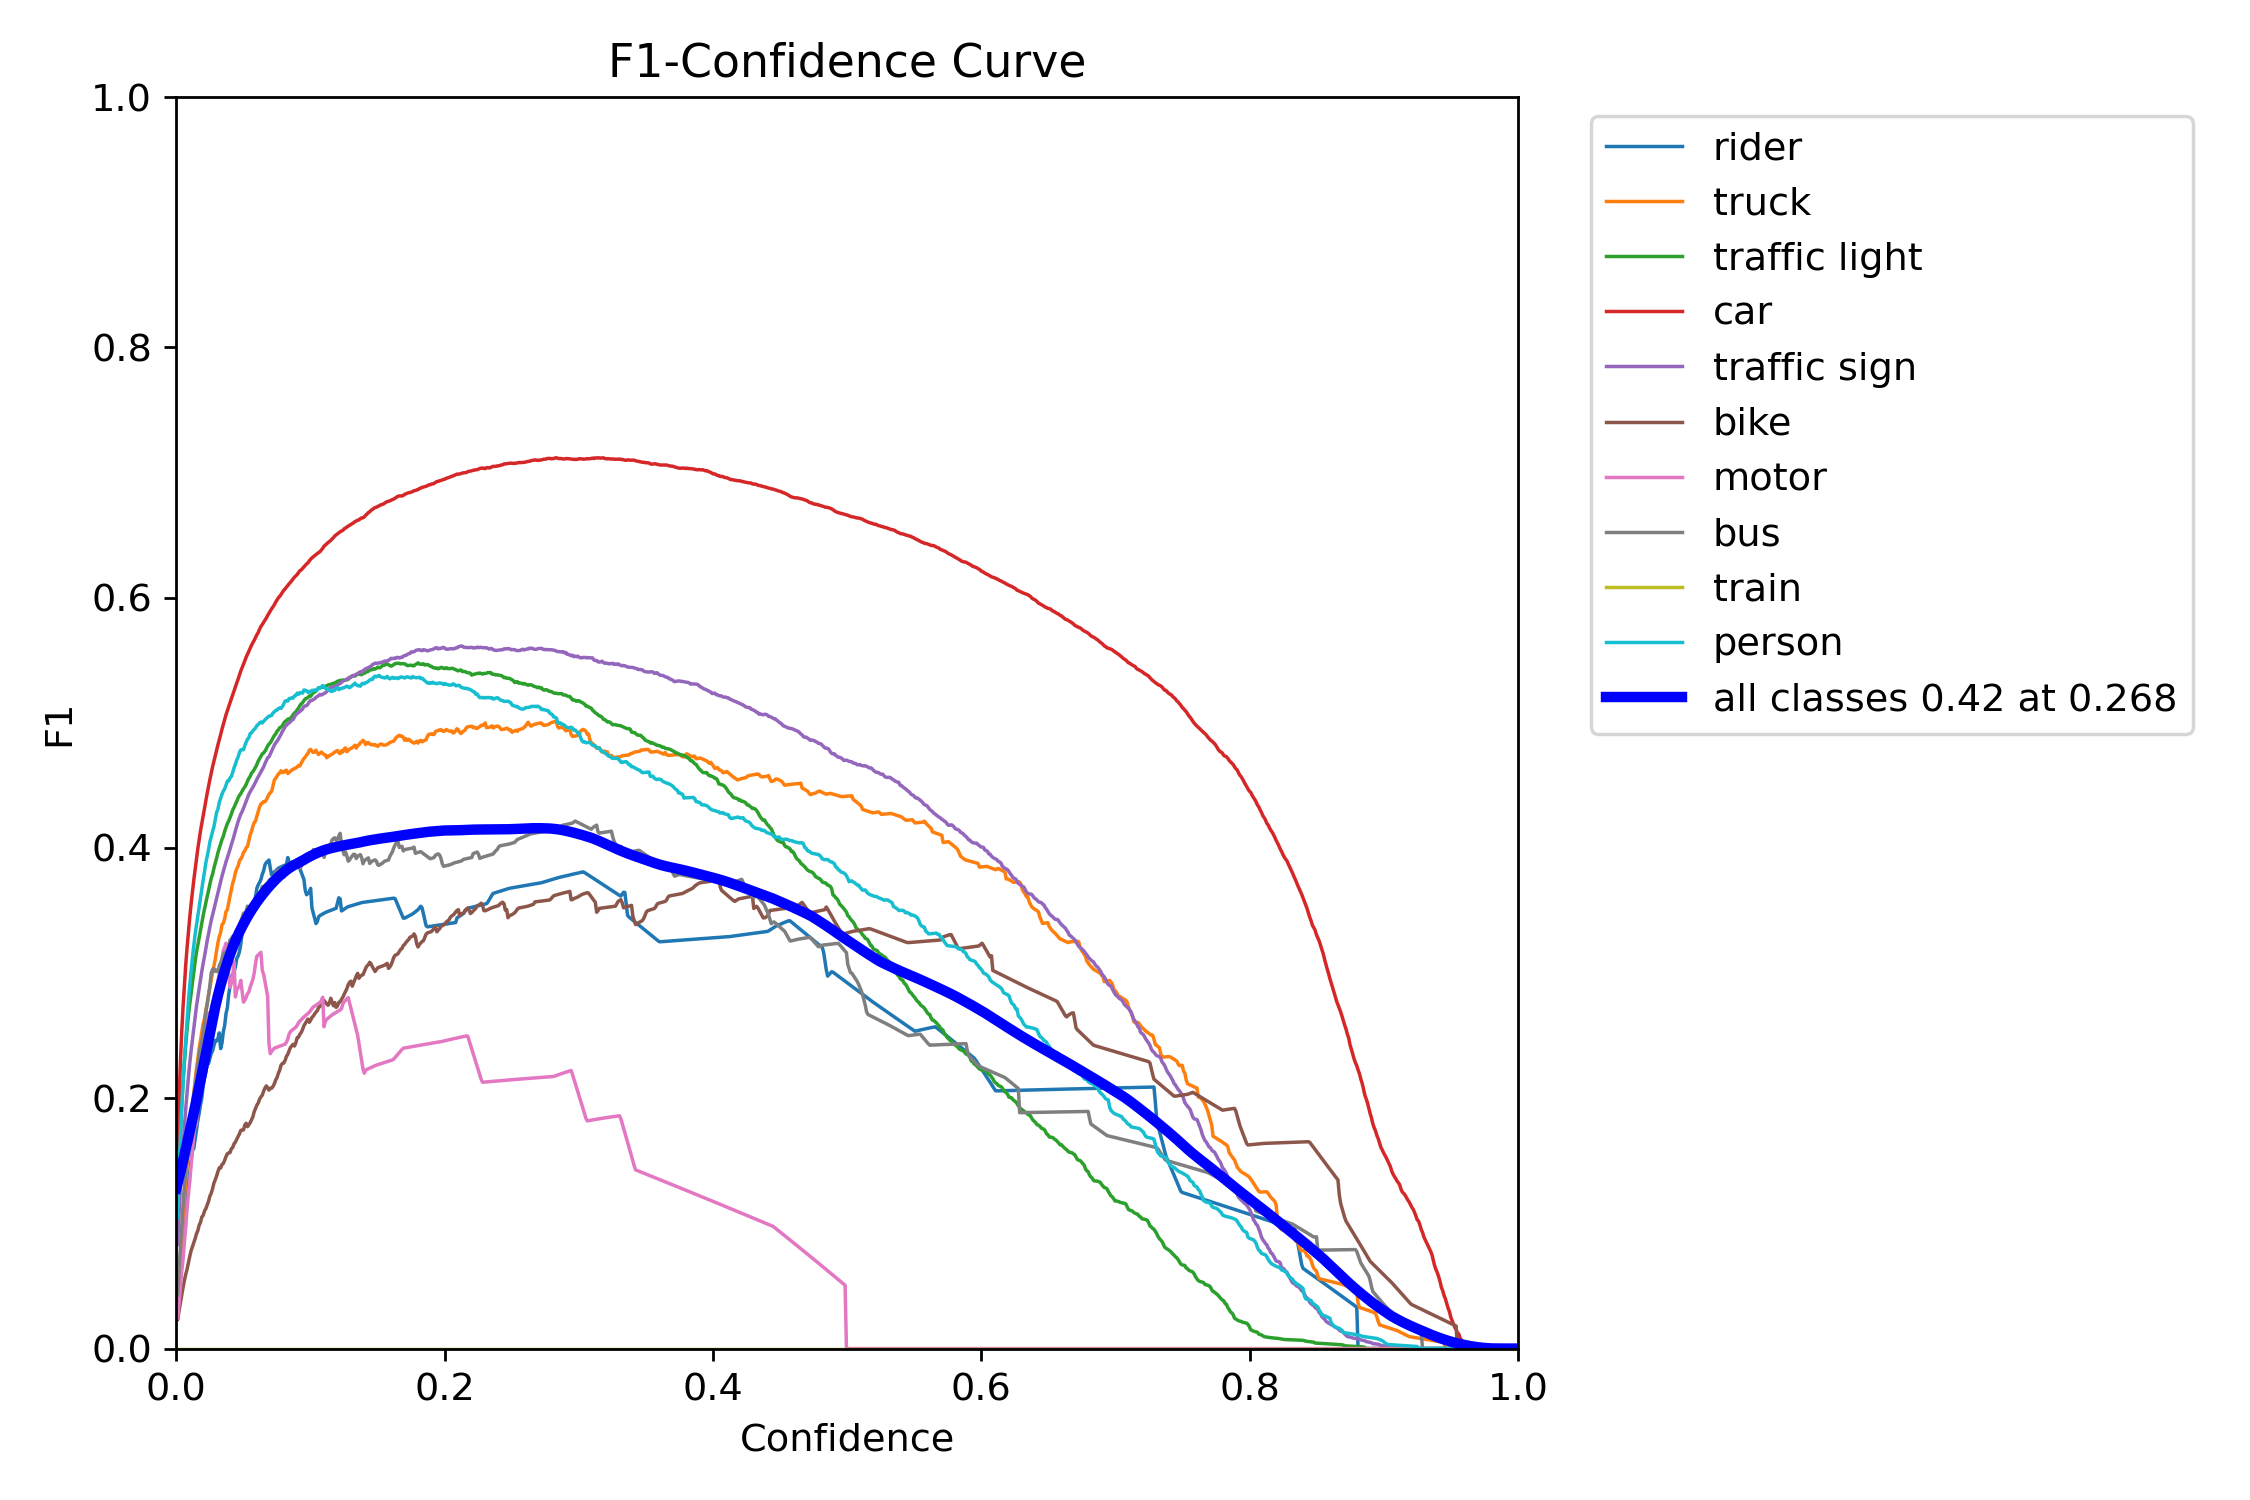 F1-Confidence Curve
1.0
0.8
0.6
0.4
0.2
0.0
F1
0.0
0.2
0.4
0.6
0.8
1.0
Confidence
rider
truck
traffic light
car
traffic sign
bike
motor
bus
train
person
all classes 0.42 at 0.268